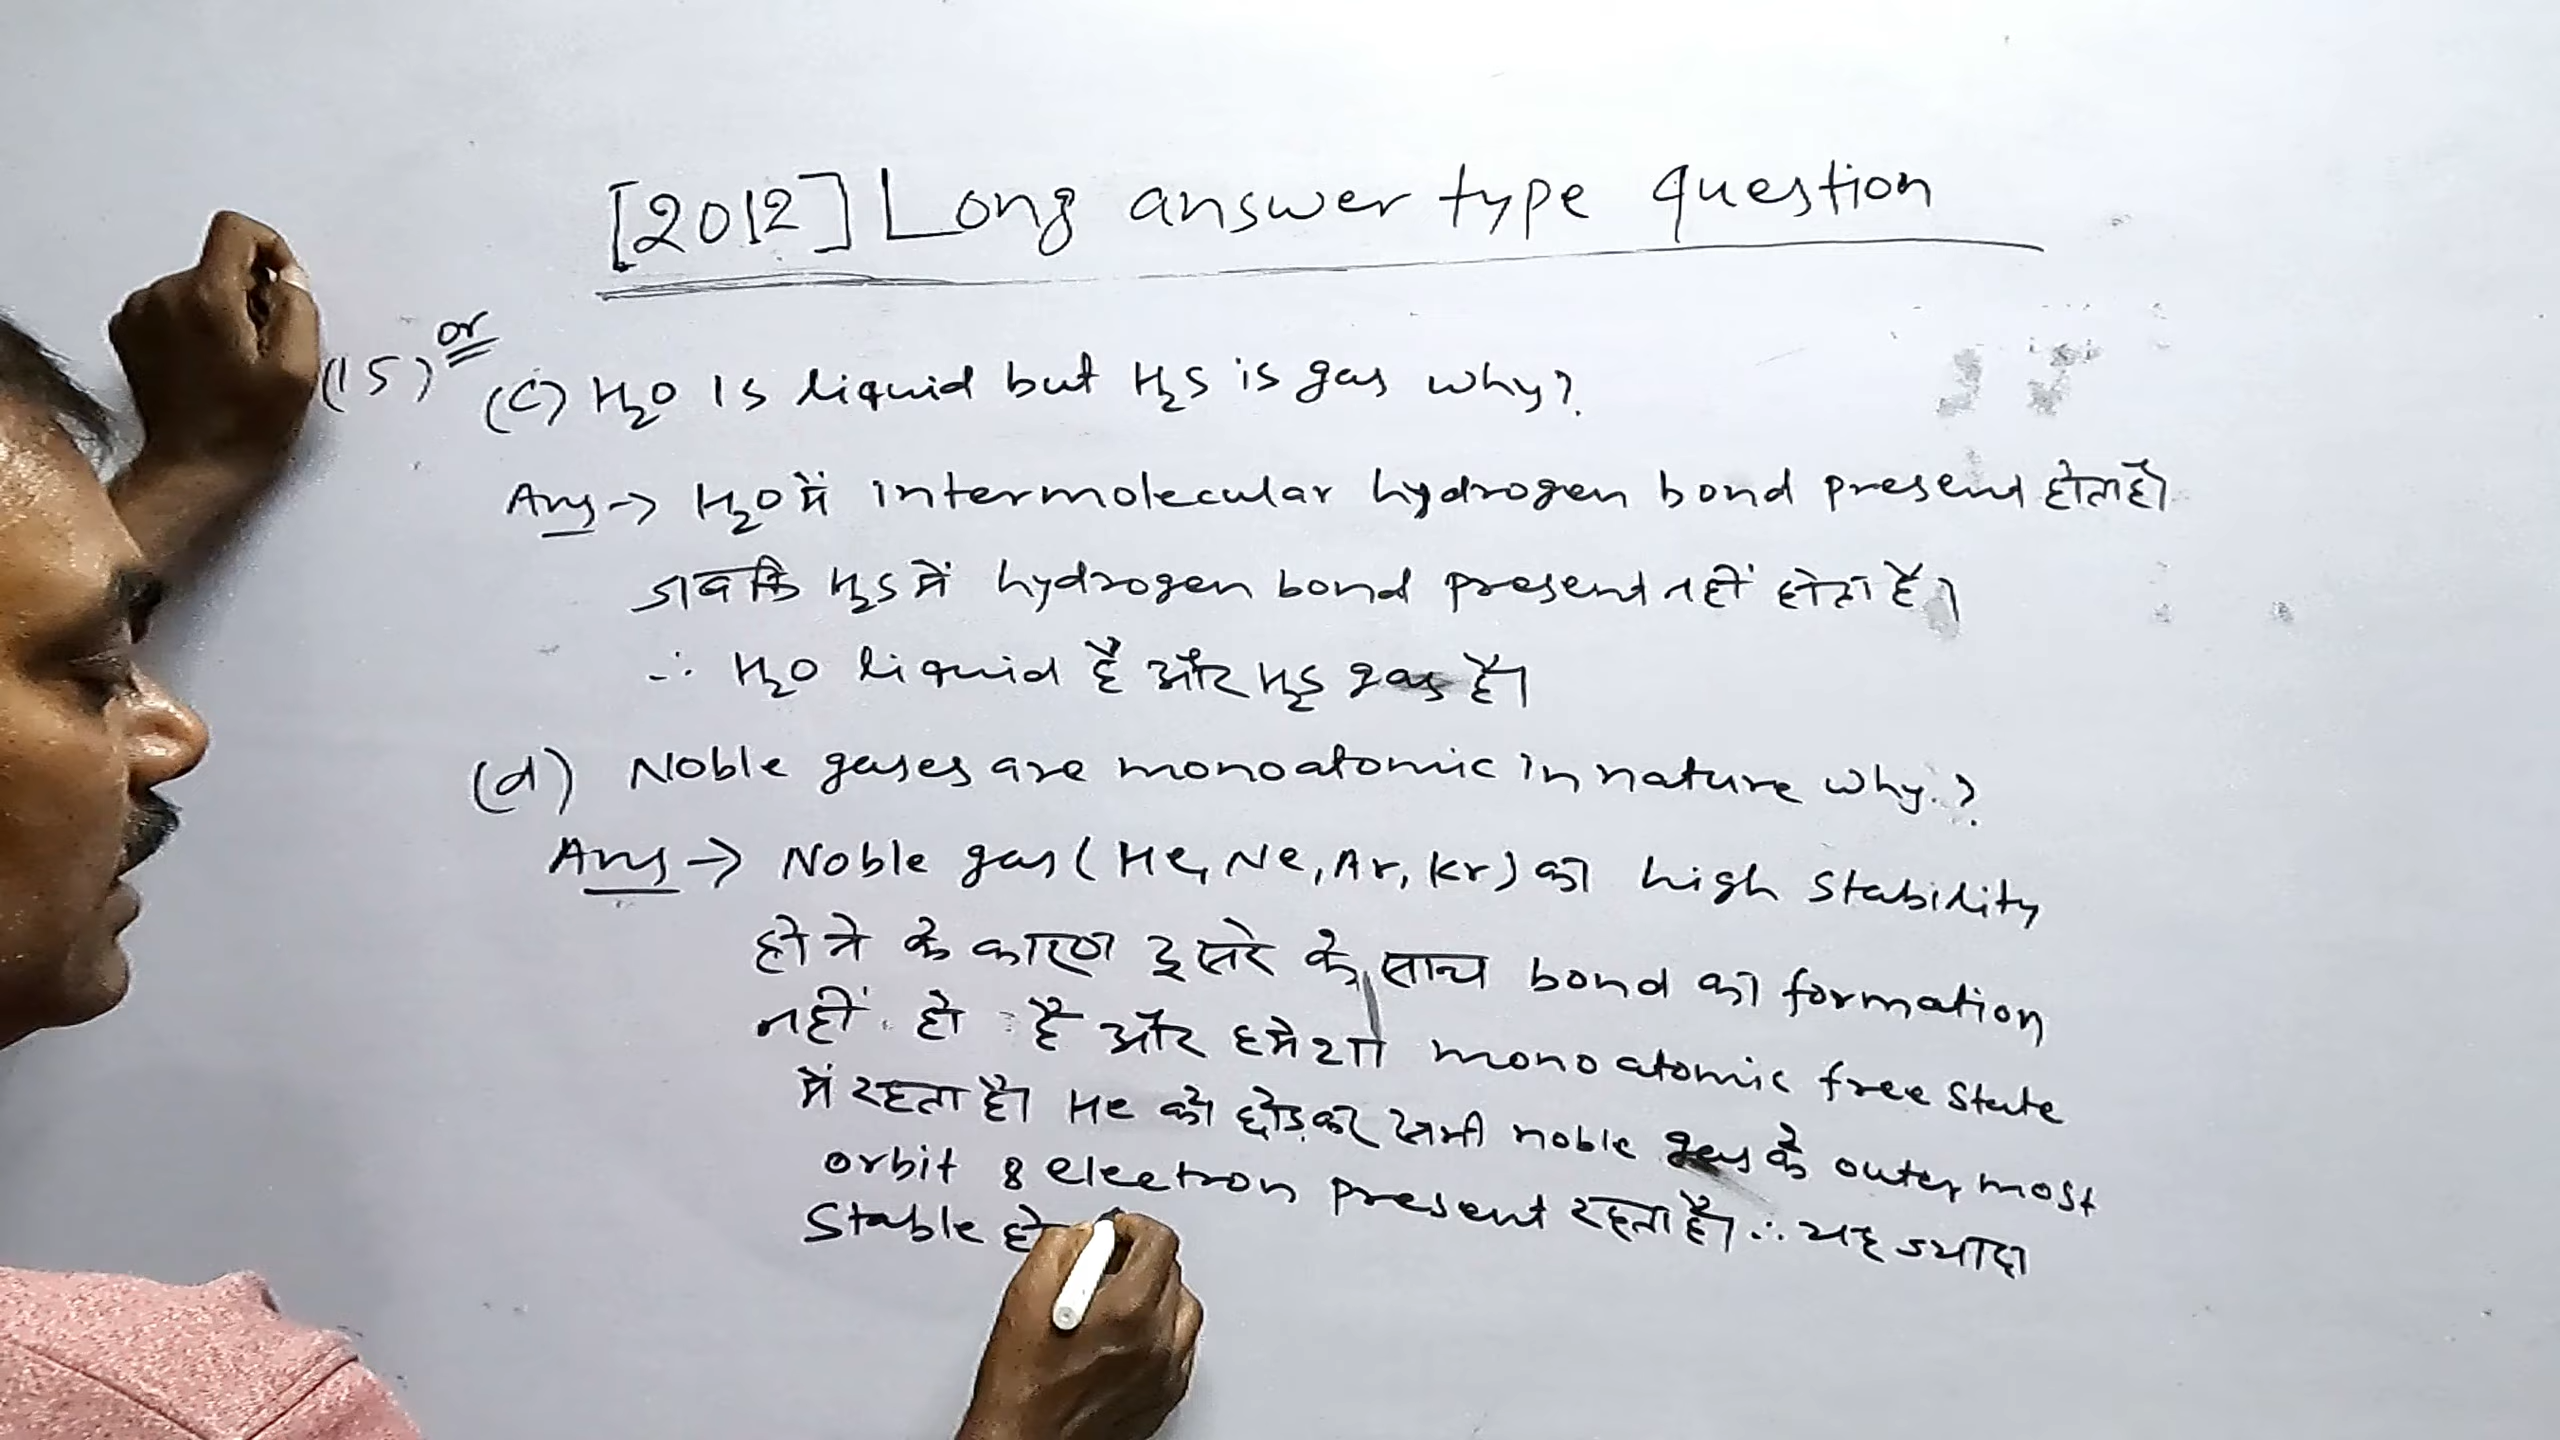 [2012] Long answer type question
(15) or
(c) H₂O Is liquid but H₂S is gas why?
Ans → H₂O में intermolecular hydrogen bond present होता है।
जबकि H₂S में hydrogen bond present नहीं होता है।
∴ H₂O liquid है और H₂S gas है।
(d) Noble gases are monoatomic in nature why.?
Ans → Noble gas (He, Ne, Ar, Kr) का high stability
होने के कारण दूसरे के साथ bond का formation
नहीं हो है और हमेशा monoatomic free state
में रहता है। He को छोड़कर सभी noble gas के outer most
orbit 8 electron present रहता है। ∴ यह ज्यादा
Stable हो